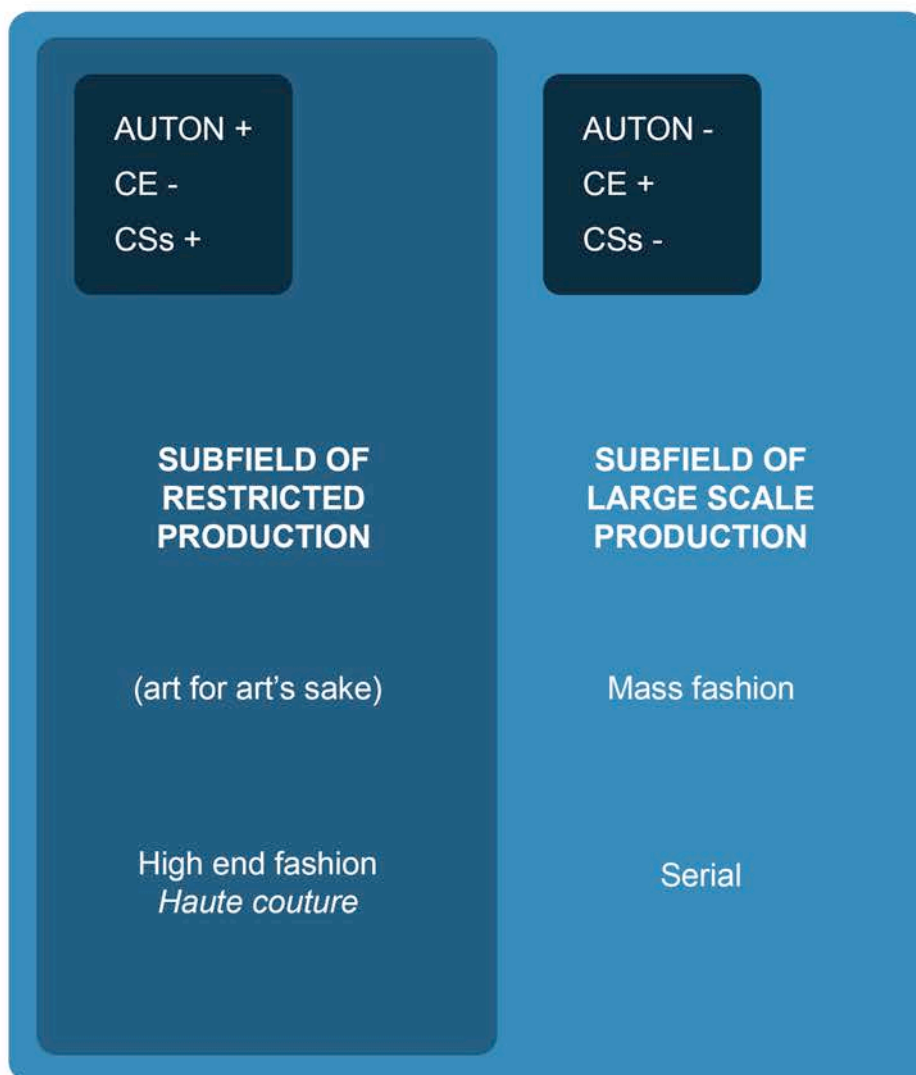 AUTON +
CE -
CSs +
SUBFIELD OF
RESTRICTED
PRODUCTION
(art for art's sake)
High end fashion
Haute couture
AUTON -
CE +
CSs -
SUBFIELD OF
LARGE SCALE
PRODUCTION
Mass fashion
Serial